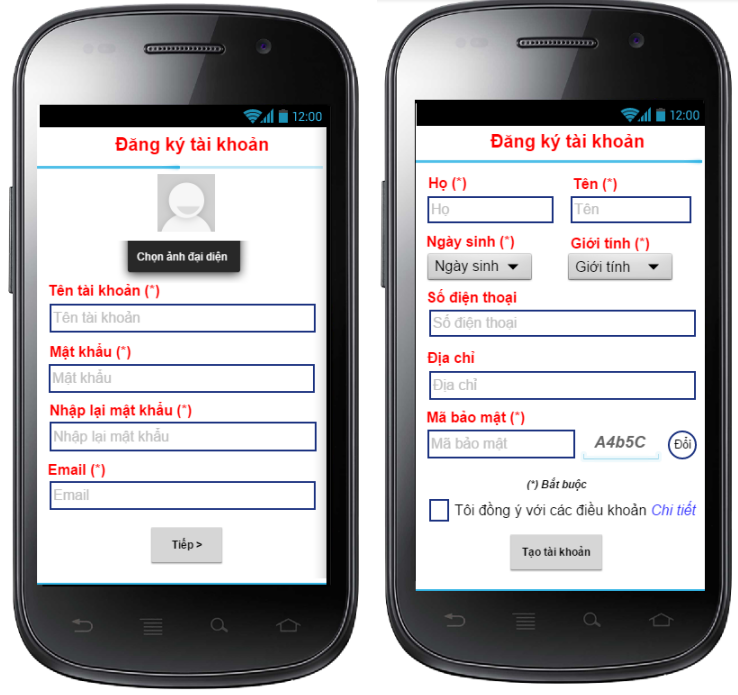 12:00
Đăng ký tài khoản
Chọn ảnh đại diện
Tên tài khoản (*)
Tên tài khoản
Mật khẩu (*)
Mật khẩu
Nhập lại mật khẩu (*)
Nhập lại mật khẩu
Email (*)
Email
Tiếp >
12:00
Đăng ký tài khoản
Họ (*) Tên (*)
Họ Tên
Ngày sinh (*) Giới tính (*)
Ngày sinh Giới tính
Số điện thoại
Số điện thoại
Địa chỉ
Địa chỉ
Mã bảo mật (*)
Mã bảo mật A4b5C Đổi
(*) Bắt buộc
Tôi đồng ý với các điều khoản Chi tiết
Tạo tài khoản